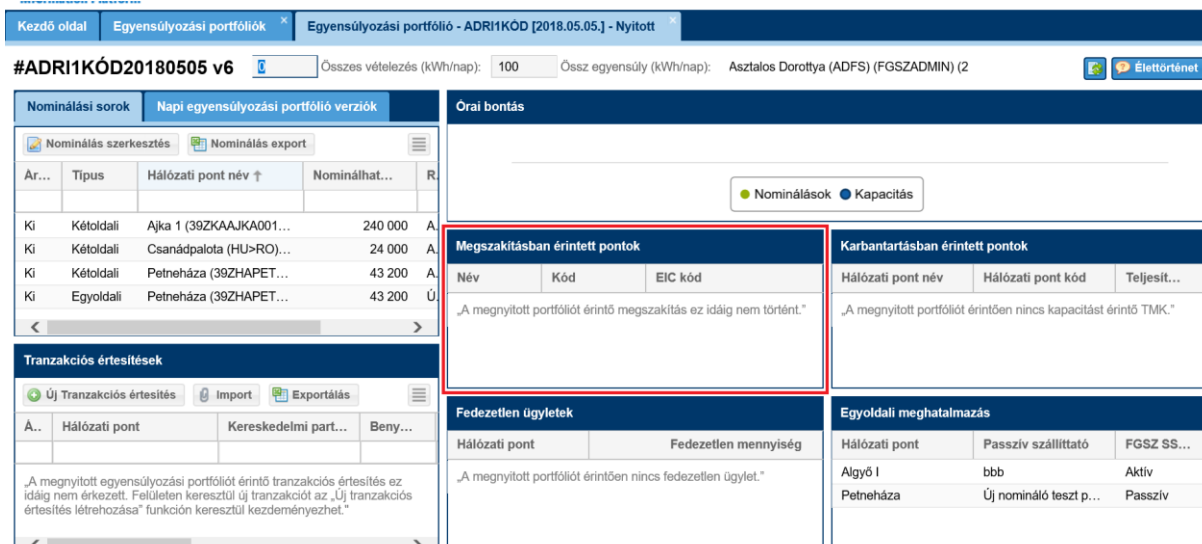 Kezdő oldal
Egyensúlyozási portfóliók
Egyensúlyozási portfólió - ADRI1KÓD [2018.05.05.] - Nyitott
#ADRI1KÓD20180505 v6
0
Összes vételezés (kWh/nap):
100
Össz egyensúly (kWh/nap):
Asztalos Dorottya (ADFS) (FGSZADMIN) (2
Élettörténet
Nominálási sorok
Napi egyensúlyozási portfólió verziók
Nominálás szerkesztés
Nominálás export
Ár...
Típus
Hálózati pont név
Nominálhat...
R.
Ki Kétoldali Ajka 1 (39ZKAAJKA001... 240 000 A.
Ki Kétoldali Csanádpalota (HU>RO)... 24 000 A.
Ki Kétoldali Petneháza (39ZHAPET... 43 200 A.
Ki Egyoldali Petneháza (39ZHAPET... 43 200 Ú.
Órai bontás
Nominálások
Kapacitás
Megszakításban érintett pontok
Név
Kód
EIC kód
„A megnyitott portfóliót érintő megszakítás ez idáig nem történt."
Karbantartásban érintett pontok
Hálózati pont név
Hálózati pont kód
Teljesít...
„A megnyitott portfóliót érintően nincs kapacitást érintő TMK."
Tranzakciós értesítések
Új Tranzakciós értesítés
Import
Exportálás
Á..
Hálózati pont
Kereskedelmi part...
Beny...
„A megnyitott egyensúlyozási portfóliót érintő tranzakciós értesítés ez
idáig nem érkezett. Felületen keresztül új tranzakciót az „Új tranzakciós
értesítés létrehozása" funkción keresztül kezdeményezhet."
Fedezetlen ügyletek
Hálózati pont
Fedezetlen mennyiség
„A megnyitott portfóliót érintően nincs fedezetlen ügylet."
Egyoldali meghatalmazás
Hálózati pont
Passzív szállíttató
FGSZ SS...
Algyő I bbb Aktív
Petneháza Új nomináló teszt p... Passzív